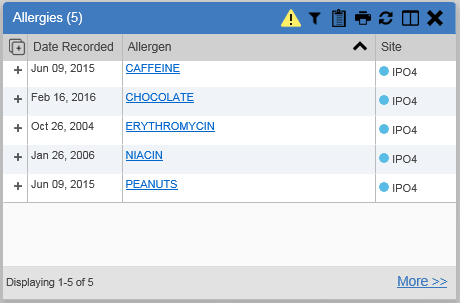 Allergies (5)
Date Recorded Allergen Site
Jun 09, 2015 CAFFEINE IPO4
Feb 16, 2016 CHOCOLATE IPO4
Oct 26, 2004 ERYTHROMYCIN IPO4
Jan 26, 2006 NIACIN IPO4
Jun 09, 2015 PEANUTS IPO4
Displaying 1-5 of 5 More >>